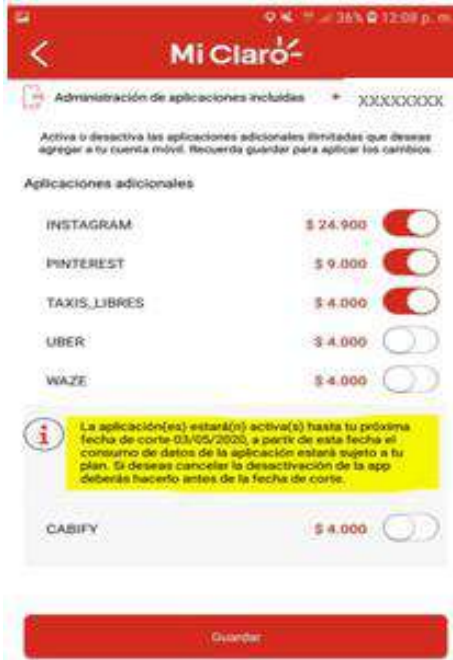 36% 12:08 p. m.
Mi Claro
Administración de aplicaciones incluidas XXXXXXXX
Activa o desactiva las aplicaciones adicionales ilimitadas que deseas
agregar a tu cuenta móvil. Recuerda guardar para aplicar los cambios
Aplicaciones adicionales
INSTAGRAM $ 24.900
PINTEREST $ 9.000
TAXIS_LIBRES $ 4.000
UBER $ 4.000
WAZE $ 4.000
La aplicación(es) estará(n) activa(s) hasta tu próxima
fecha de corte 03/05/2020, a partir de esta fecha el
consumo de datos de la aplicación estará sujeto a tu
plan. Si deseas cancelar la desactivación de la app
deberás hacerlo antes de la fecha de corte.
CABIFY $ 4.000
Guardar